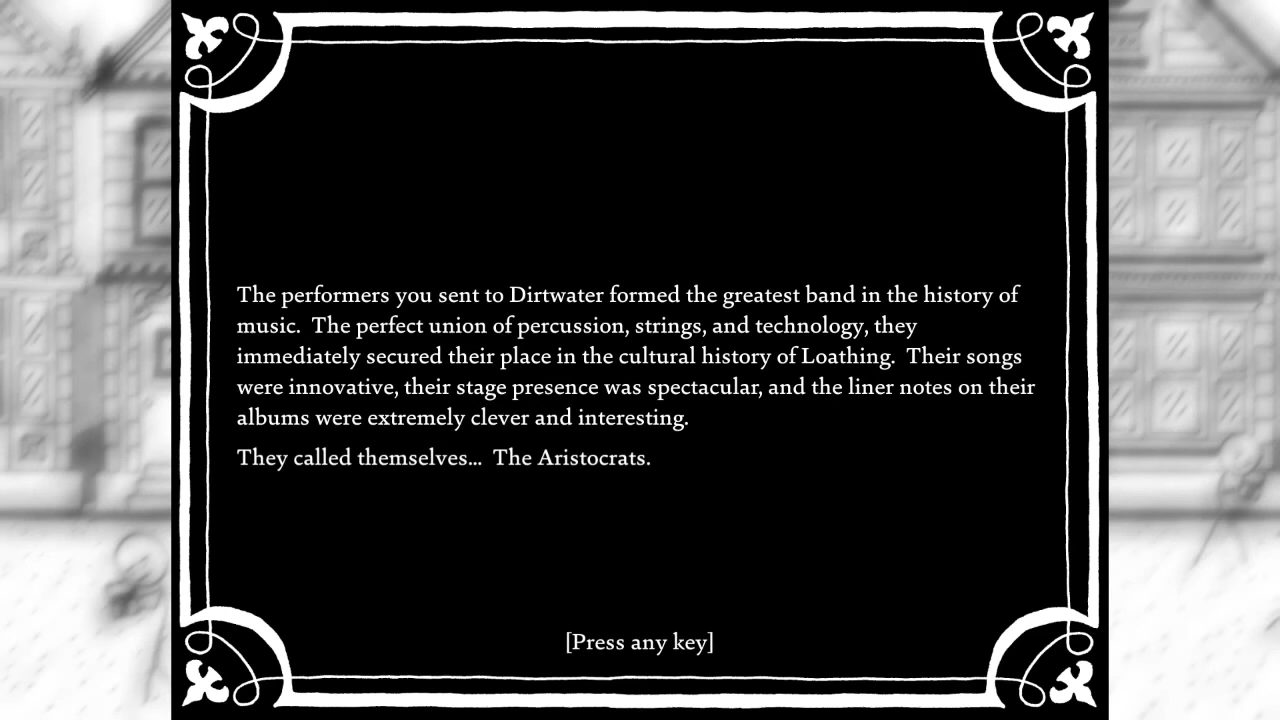 The performers you sent to Dirtwater formed the greatest band in the history of
music.  The perfect union of percussion, strings, and technology, they
immediately secured their place in the cultural history of Loathing.  Their songs
were innovative, their stage presence was spectacular, and the liner notes on their
albums were extremely clever and interesting.
They called themselves...  The Aristocrats.
[Press any key]